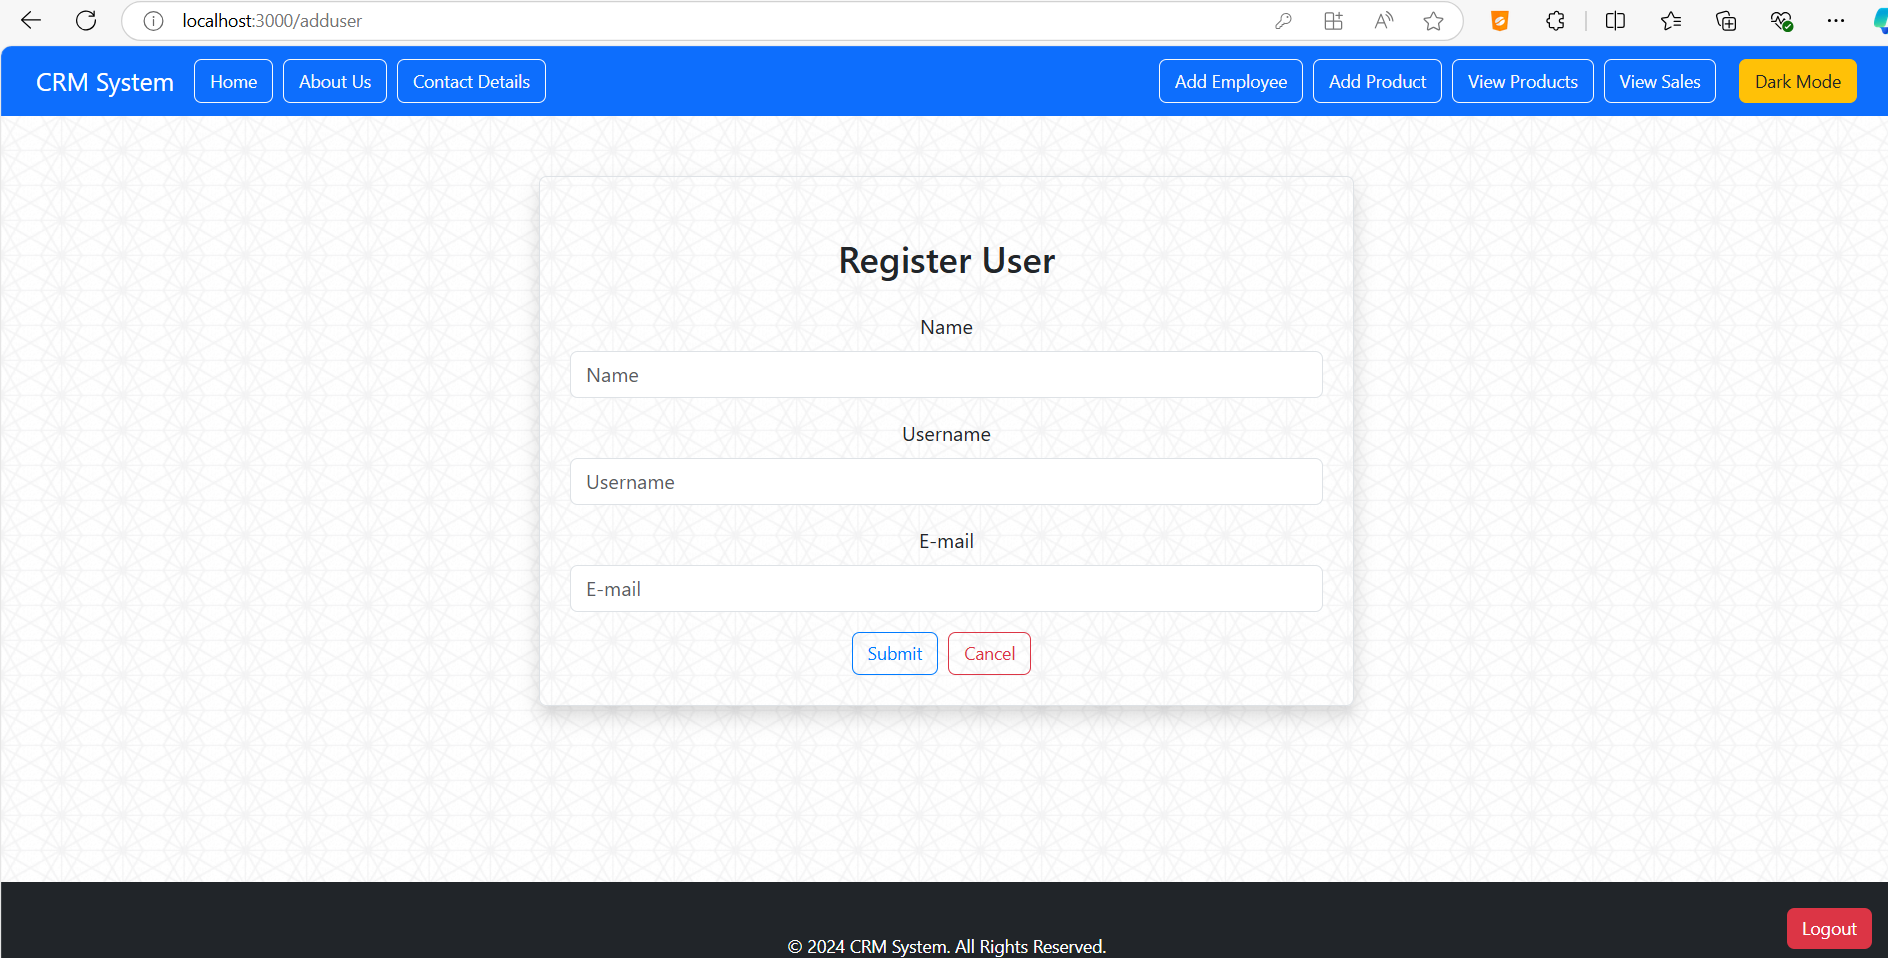 localhost:3000/adduser
CRM System Home About Us Contact Details Add Employee Add Product View Products View Sales Dark Mode
Register User
Name
Name
Username
Username
E-mail
E-mail
Submit Cancel
Logout
© 2024 CRM System. All Rights Reserved.